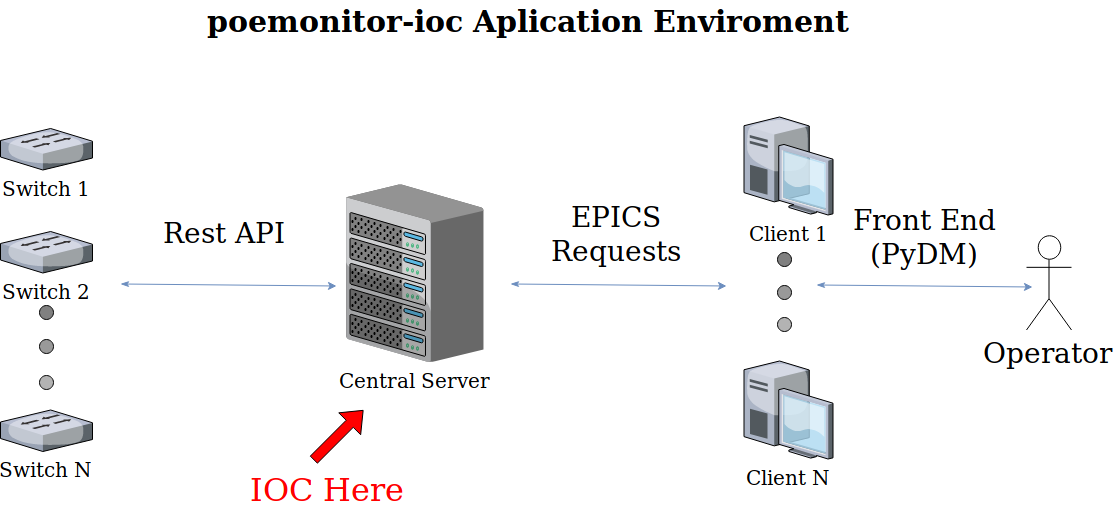 poemonitor-ioc Aplication Enviroment
Switch 1
Switch 2
Switch N
Rest API
Central Server
IOC Here
EPICS
Requests
Client 1
Client N
Front End
(PyDM)
Operator